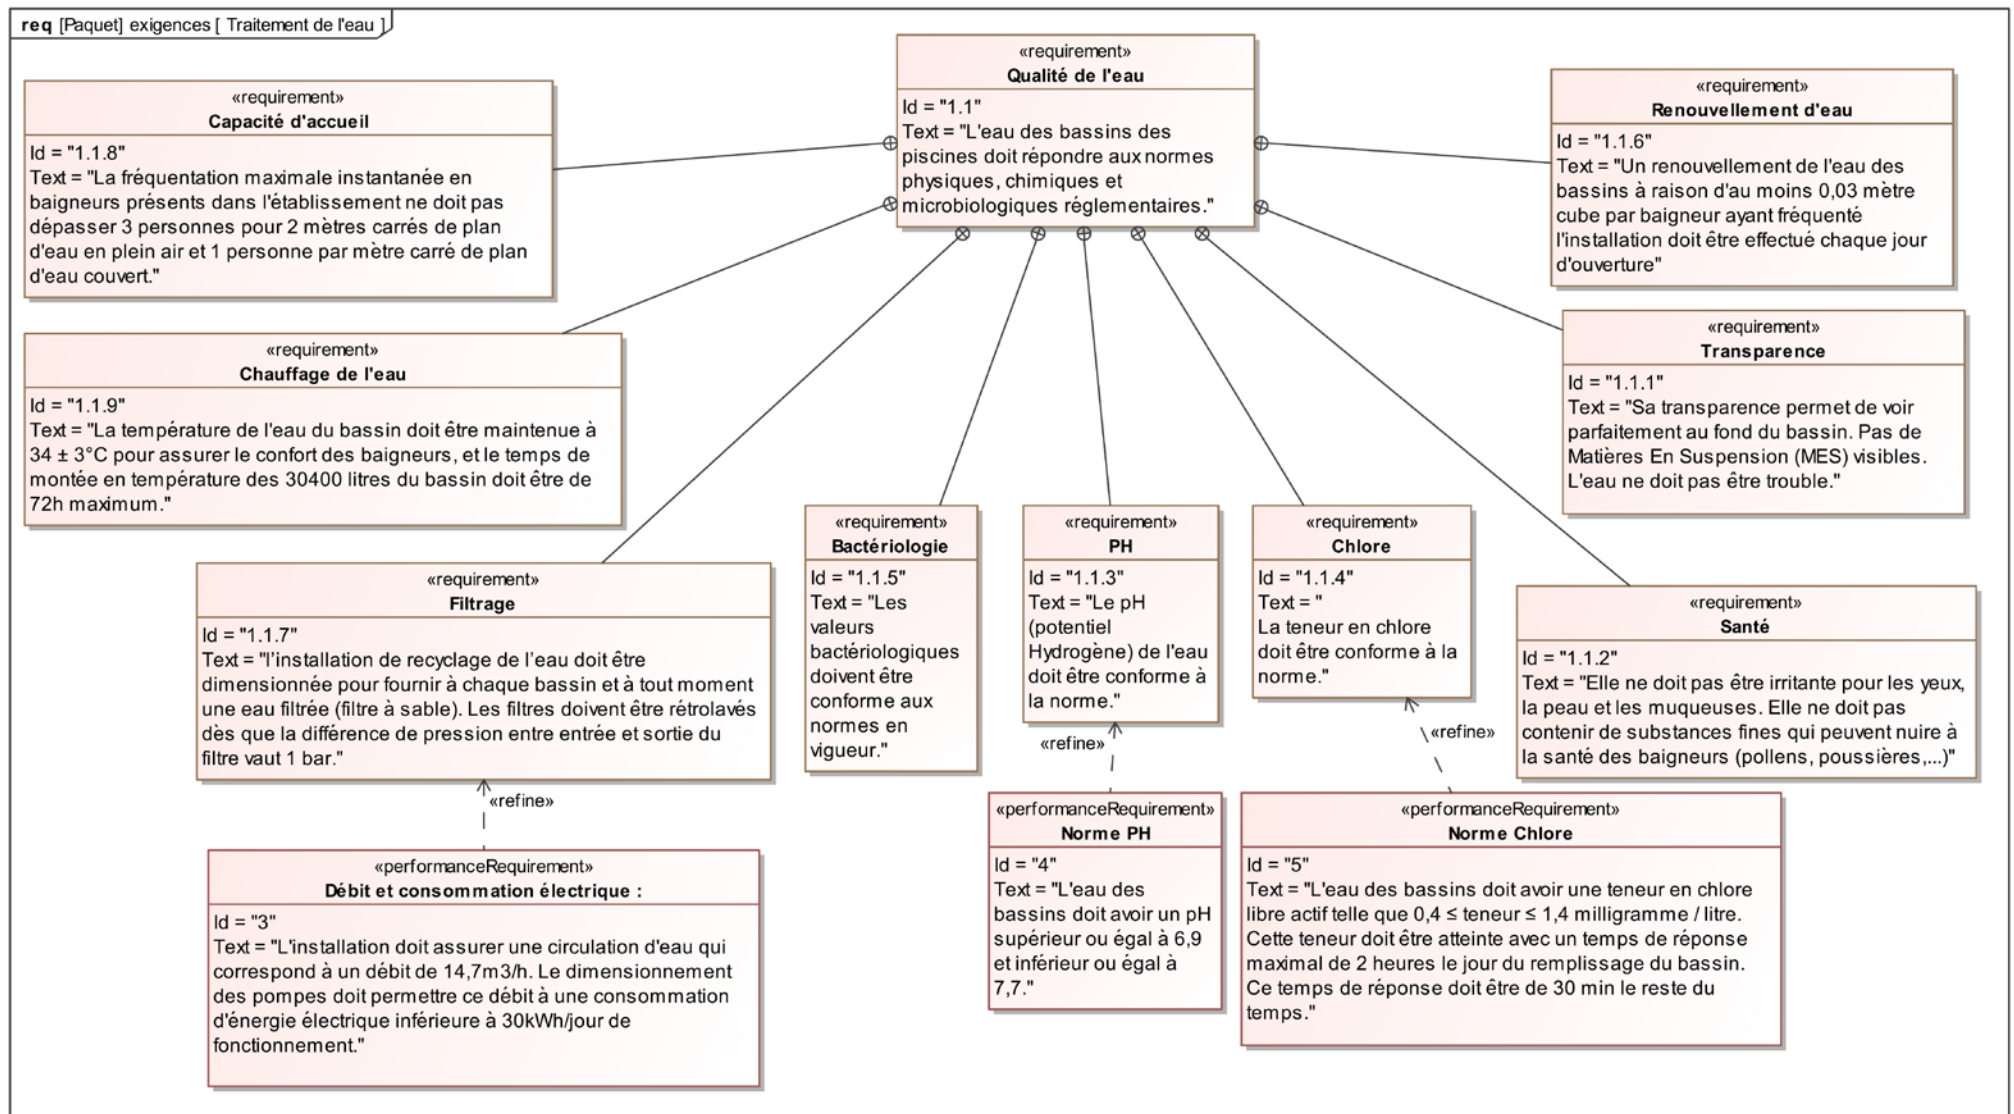 req [Paquet] exigences [ Traitement de l'eau ]
«requirement»
Qualité de l'eau
Id = "1.1"
Text = "L'eau des bassins des
piscines doit répondre aux normes
physiques, chimiques et
microbiologiques réglementaires."
«requirement»
Capacité d'accueil
Id = "1.1.8"
Text = "La fréquentation maximale instantanée en
baigneurs présents dans l'établissement ne doit pas
dépasser 3 personnes pour 2 mètres carrés de plan
d'eau en plein air et 1 personne par mètre carré de plan
d'eau couvert."
«requirement»
Renouvellement d'eau
Id = "1.1.6"
Text = "Un renouvellement de l'eau des
bassins à raison d'au moins 0,03 mètre
cube par baigneur ayant fréquenté
l'installation doit être effectué chaque jour
d'ouverture"
«requirement»
Chauffage de l'eau
Id = "1.1.9"
Text = "La température de l'eau du bassin doit être maintenue à
34 ± 3°C pour assurer le confort des baigneurs, et le temps de
montée en température des 30400 litres du bassin doit être de
72h maximum."
«requirement»
Transparence
Id = "1.1.1"
Text = "Sa transparence permet de voir
parfaitement au fond du bassin. Pas de
Matières En Suspension (MES) visibles.
L'eau ne doit pas être trouble."
«requirement»
Filtrage
Id = "1.1.7"
Text = "l’installation de recyclage de l’eau doit être
dimensionnée pour fournir à chaque bassin et à tout moment
une eau filtrée (filtre à sable). Les filtres doivent être rétrolavés
dès que la différence de pression entre entrée et sortie du
filtre vaut 1 bar."
«requirement»
Bactériologie
Id = "1.1.5"
Text = "Les
valeurs
bactériologiques
doivent être
conforme aux
normes en
vigueur."
«requirement»
PH
Id = "1.1.3"
Text = "Le pH
(potentiel
Hydrogène) de l'eau
doit être conforme à
la norme."
«requirement»
Chlore
Id = "1.1.4"
Text = "
La teneur en chlore
doit être conforme à la
norme."
«requirement»
Santé
Id = "1.1.2"
Text = "Elle ne doit pas être irritante pour les yeux,
la peau et les muqueuses. Elle ne doit pas
contenir de substances fines qui peuvent nuire à
la santé des baigneurs (pollens, poussières,...)"
«refine»
«refine»
«refine»
«performanceRequirement»
Débit et consommation électrique :
Id = "3"
Text = "L'installation doit assurer une circulation d'eau qui
correspond à un débit de 14,7m3/h. Le dimensionnement
des pompes doit permettre ce débit à une consommation
d'énergie électrique inférieure à 30kWh/jour de
fonctionnement."
«performanceRequirement»
Norme PH
Id = "4"
Text = "L'eau des
bassins doit avoir un pH
supérieur ou égal à 6,9
et inférieur ou égal à
7,7."
«performanceRequirement»
Norme Chlore
Id = "5"
Text = "L'eau des bassins doit avoir une teneur en chlore
libre actif telle que 0,4 ≤ teneur ≤ 1,4 milligramme / litre.
Cette teneur doit être atteinte avec un temps de réponse
maximal de 2 heures le jour du remplissage du bassin.
Ce temps de réponse doit être de 30 min le reste du
temps."